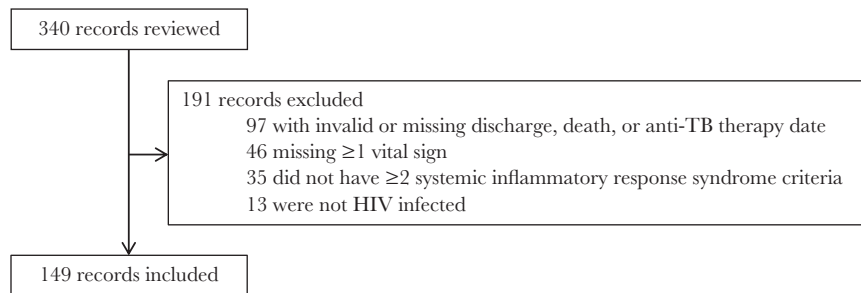 340 records reviewed
191 records excluded
97 with invalid or missing discharge, death, or anti-TB therapy date
46 missing ≥1 vital sign
35 did not have ≥2 systemic inflammatory response syndrome criteria
13 were not HIV infected
149 records included